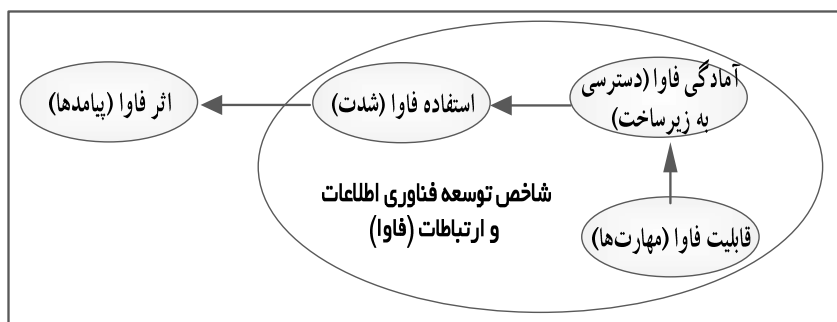 آمادگی فاوا (دسترسی
به زیرساخت)
استفاده فاوا (شدت)
اثر فاوا (پیامدها)
شاخص توسعه فناوری اطلاعات
و ارتباطات (فاوا)
قابلیت فاوا (مهارت‌ها)